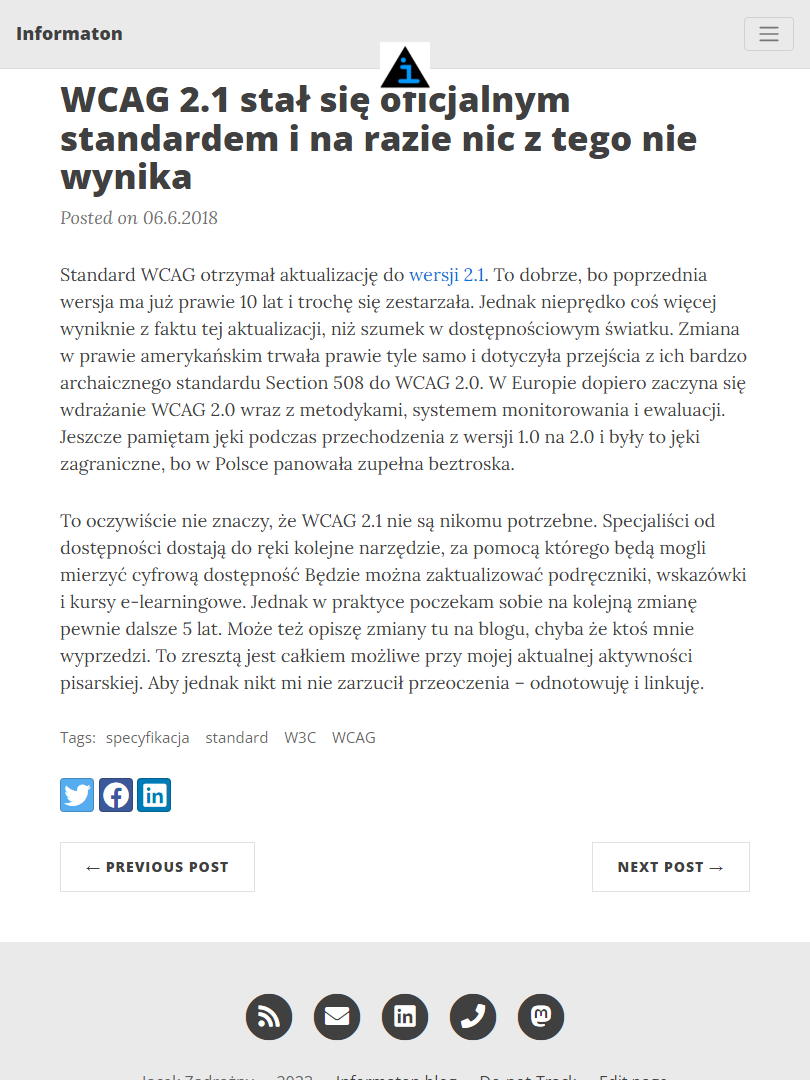 Informaton
WCAG 2.1 stał się oficjalnym
standardem i na razie nic z tego nie
wynika
Posted on 06.6.2018
Standard WCAG otrzymał aktualizację do wersji 2.1. To dobrze, bo poprzednia
wersja ma już prawie 10 lat i trochę się zestarzała. Jednak nieprędko coś więcej
wyniknie z faktu tej aktualizacji, niż szumek w dostępnościowym światku. Zmiana
w prawie amerykańskim trwała prawie tyle samo i dotyczyła przejścia z ich bardzo
archaicznego standardu Section 508 do WCAG 2.0. W Europie dopiero zaczyna się
wdrażanie WCAG 2.0 wraz z metodykami, systemem monitorowania i ewaluacji.
Jeszcze pamiętam jęki podczas przechodzenia z wersji 1.0 na 2.0 i były to jęki
zagraniczne, bo w Polsce panowała zupełna beztroska.
To oczywiście nie znaczy, że WCAG 2.1 nie są nikomu potrzebne. Specjaliści od
dostępności dostają do ręki kolejne narzędzie, za pomocą którego będą mogli
mierzyć cyfrową dostępność Będzie można zaktualizować podręczniki, wskazówki
i kursy e-learningowe. Jednak w praktyce poczekam sobie na kolejną zmianę
pewnie dalsze 5 lat. Może też opiszę zmiany tu na blogu, chyba że ktoś mnie
wyprzedzi. To zresztą jest całkiem możliwe przy mojej aktualnej aktywności
pisarskiej. Aby jednak nikt mi nie zarzucił przeoczenia – odnotowuję i linkuję.
Tags: specyfikacja standard W3C WCAG
← PREVIOUS POST
NEXT POST →